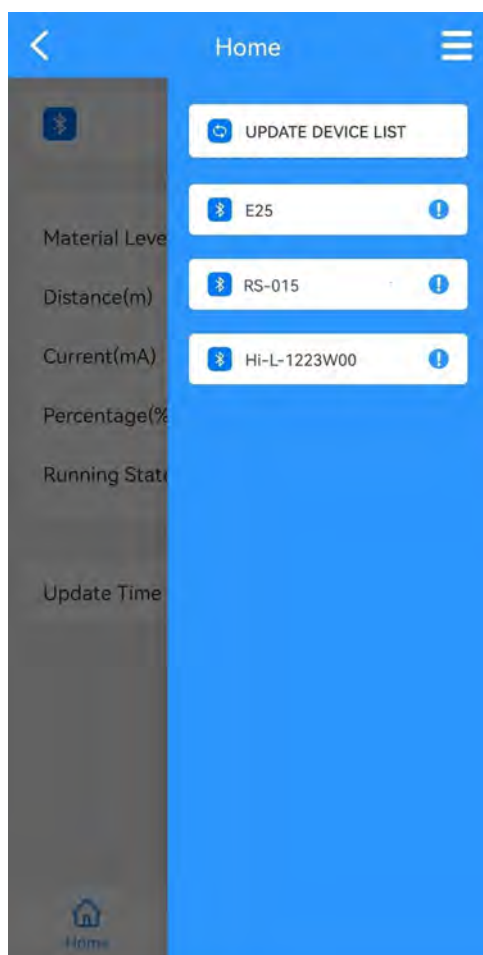 Home
UPDATE DEVICE LIST
E25
Material Leve
RS-015
Distance(m)
Current(mA)
Hi-L-1223W00
Percentage(%
Running State
Update Time
Home